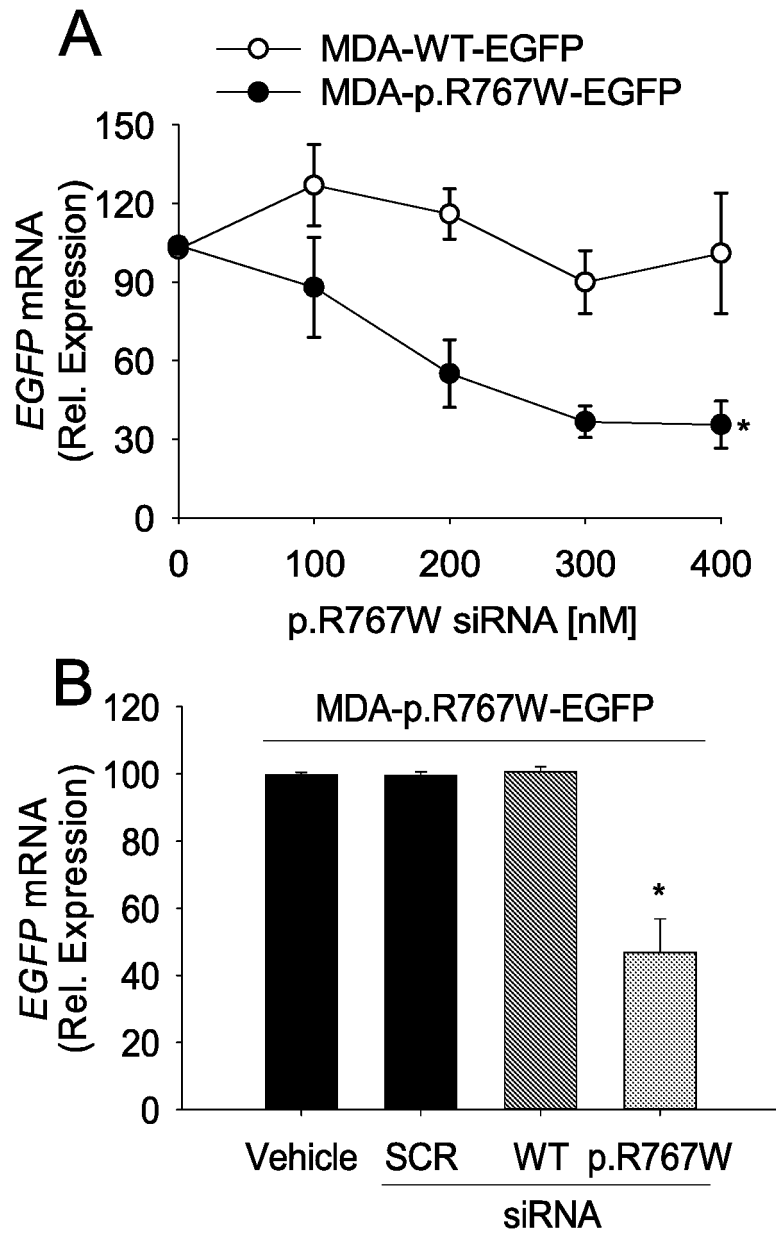 A
MDA-WT-EGFP
MDA-p.R767W-EGFP
EGFP mRNA
(Rel. Expression)
150
120
90
60
30
0
*
0 100 200 300 400
p.R767W siRNA [nM]
B
MDA-p.R767W-EGFP
EGFP mRNA
(Rel. Expression)
120
100
80
60
40
20
0
*
Vehicle SCR WT p.R767W
siRNA